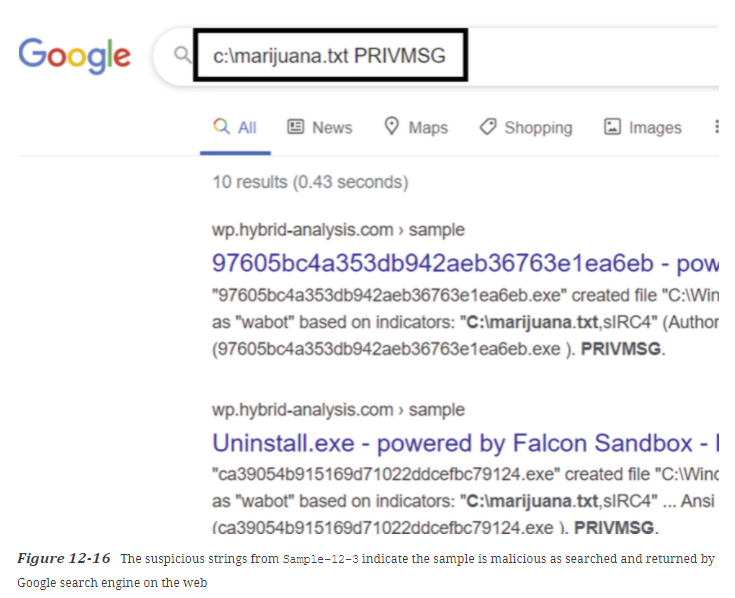 Google
c:\marijuana.txt PRIVMSG
All News Maps Shopping Images
10 results (0.43 seconds)
wp.hybrid-analysis.com › sample
97605bc4a353db942aeb36763e1ea6eb - pow
"97605bc4a353db942aeb36763e1ea6eb.exe" created file "C:\Win
as "wabot" based on indicators: "C:\marijuana.txt,sIRC4" (Author
(97605bc4a353db942aeb36763e1ea6eb.exe ). PRIVMSG.
wp.hybrid-analysis.com › sample
Uninstall.exe - powered by Falcon Sandbox -
"ca39054b915169d71022ddcefbc79124.exe" created file "C:\Winc
as "wabot" based on indicators: "C:\marijuana.txt,sIRC4" ... Ansi
(ca39054b915169d71022ddcefbc79124.exe ). PRIVMSG.
Figure 12-16 The suspicious strings from Sample-12-3 indicate the sample is malicious as searched and returned by
Google search engine on the web